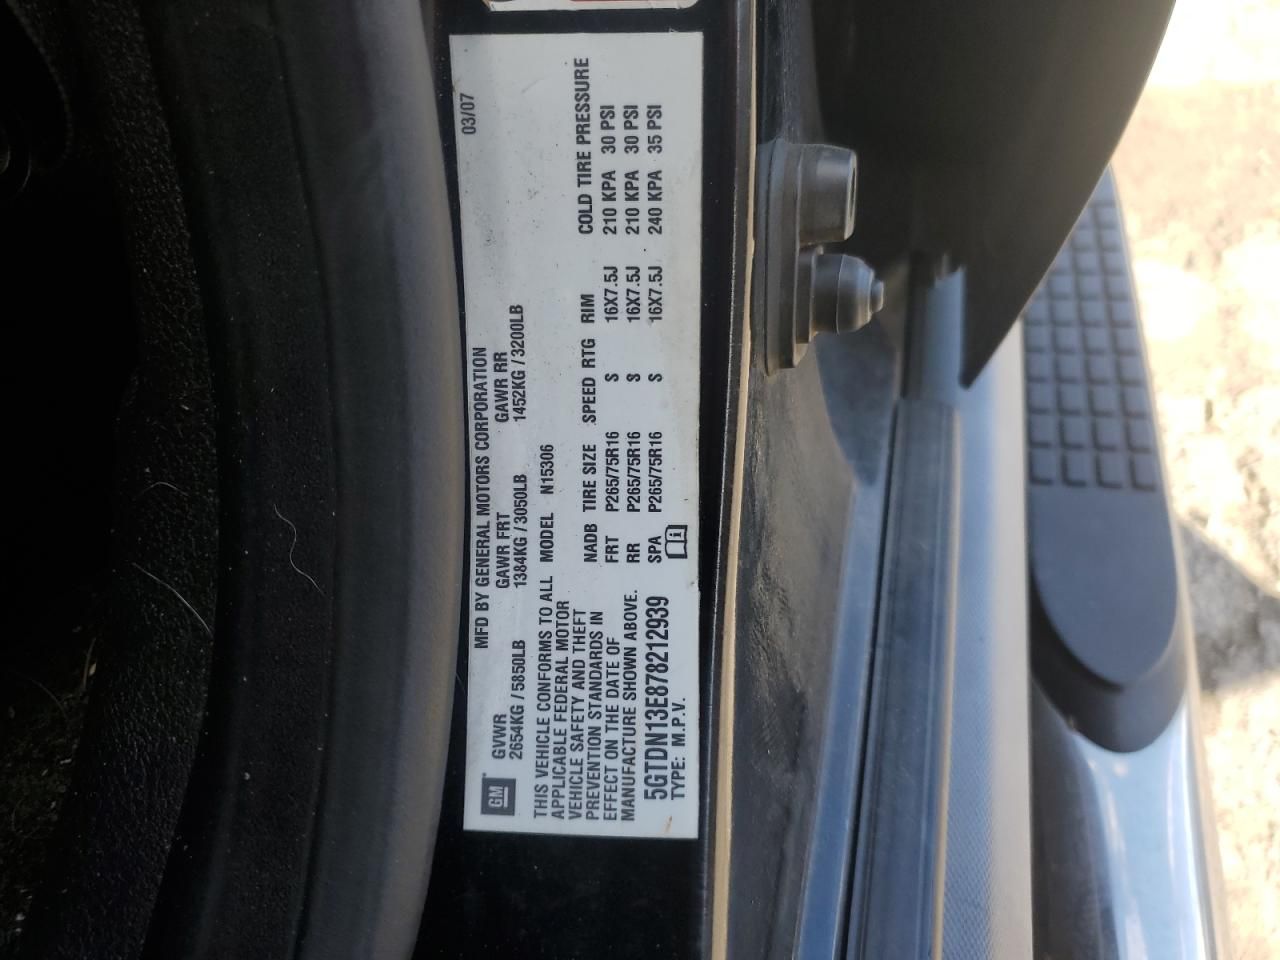 03/07
MFD BY GENERAL MOTORS CORPORATION
GM
GVWR GAWR FRT GAWR RR
2654KG / 5850LB 1384KG / 3050LB 1452KG / 3200LB
THIS VEHICLE CONFORMS TO ALL
APPLICABLE FEDERAL MOTOR
VEHICLE SAFETY AND THEFT
PREVENTION STANDARDS IN
EFFECT ON THE DATE OF
MANUFACTURE SHOWN ABOVE.
5GTDN13E878212939
TYPE: M.P.V.
MODEL N15306
NADB TIRE SIZE SPEED RTG RIM COLD TIRE PRESSURE
FRT P265/75R16 S 16X7.5J 210 KPA 30 PSI
RR P265/75R16 S 16X7.5J 210 KPA 30 PSI
SPA P265/75R16 S 16X7.5J 240 KPA 35 PSI